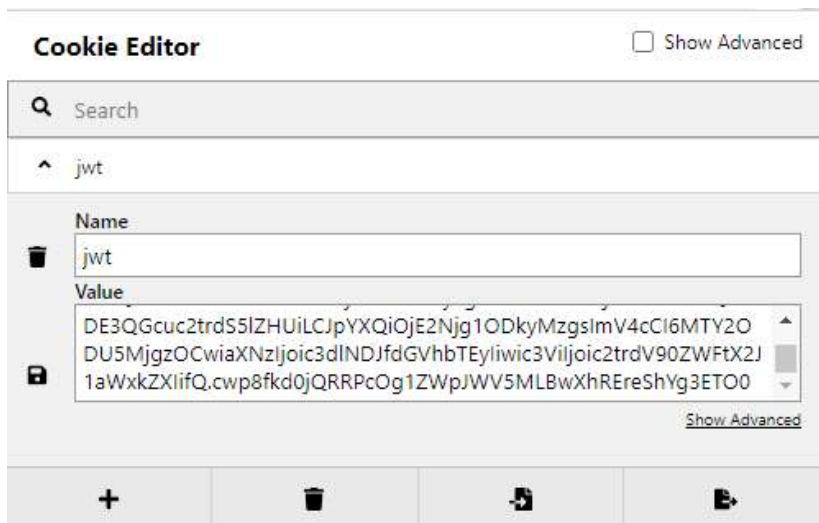 Cookie Editor
Show Advanced
Search
jwt
Name
jwt
Value
DE3QGcuc2trdS5lZHUiLCJpYXQiOjE2Njg1ODkyMzgsImV4cCI6MTY2O
DU5MjgzOCwiaXNzIjoic3dlNDJfdGVhbTEyIiwic3ViIjoic2trdV90ZWFtX2J
1aWxkZXIifQ.cwp8fkd0jQRRPcOg1ZWpJWV5MLBwXhREreShYg3ETO0
Show Advanced